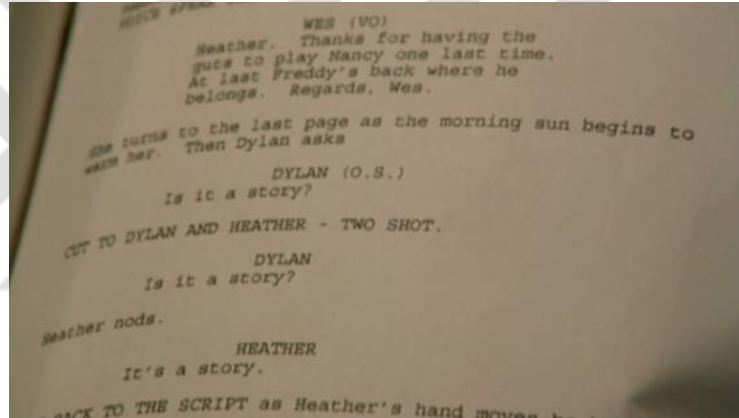 WES (VO)
Heather. Thanks for having the
guts to play Nancy one last time.
At last Freddy's back where he
belongs. Regards, Wes.
She turns to the last page as the morning sun begins to
warm her. Then Dylan asks
DYLAN (O.S.)
Is it a story?
CUT TO DYLAN AND HEATHER - TWO SHOT.
DYLAN
Is it a story?
Heather nods.
HEATHER
It's a story.
BACK TO THE SCRIPT as Heather's hand moves